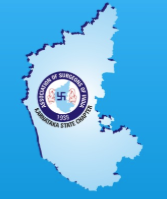 ASSOCIATION OF SURGEONS OF INDIA
1938
KARNATAKA STATE CHAPTER